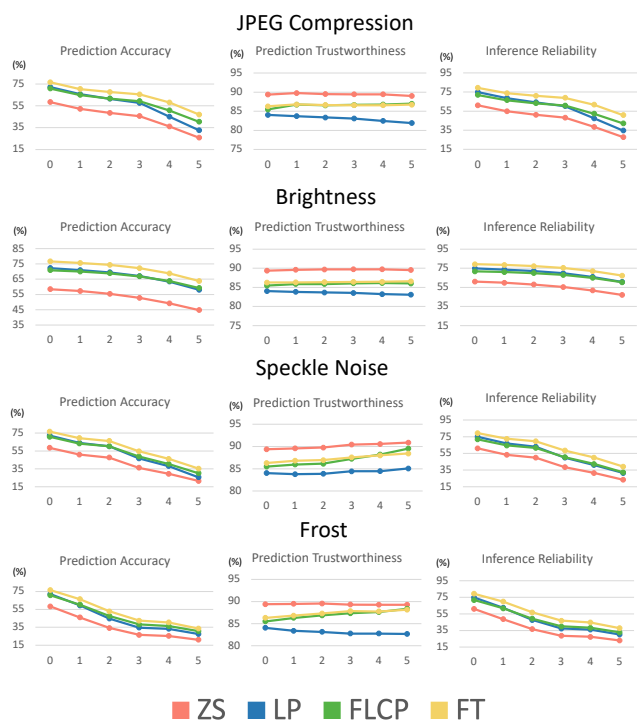 JPEG Compression
Prediction Accuracy Prediction Trustworthiness Inference Reliability
(%) (%) (%)
75 55 35 15
0 1 2 3 4 5
95 90 85 80 75
0 1 2 3 4 5
95 75 55 35 15
0 1 2 3 4 5
Brightness
Prediction Accuracy Prediction Trustworthiness Inference Reliability
(%) (%) (%)
85 75 65 55 45 35
0 1 2 3 4 5
95 90 85 80 75
0 1 2 3 4 5
95 75 55 35 15
0 1 2 3 4 5
Speckle Noise
Prediction Accuracy Prediction Trustworthiness Inference Reliability
(%) (%) (%)
75 55 35 15
0 1 2 3 4 5
95 90 85 80
0 1 2 3 4 5
95 75 55 35 15
0 1 2 3 4 5
Frost
Prediction Accuracy Prediction Trustworthiness Inference Reliability
(%) (%) (%)
75 55 35 15
0 1 2 3 4 5
95 90 85 80
0 1 2 3 4 5
95 75 55 35 15
0 1 2 3 4 5
ZS LP FLCP FT